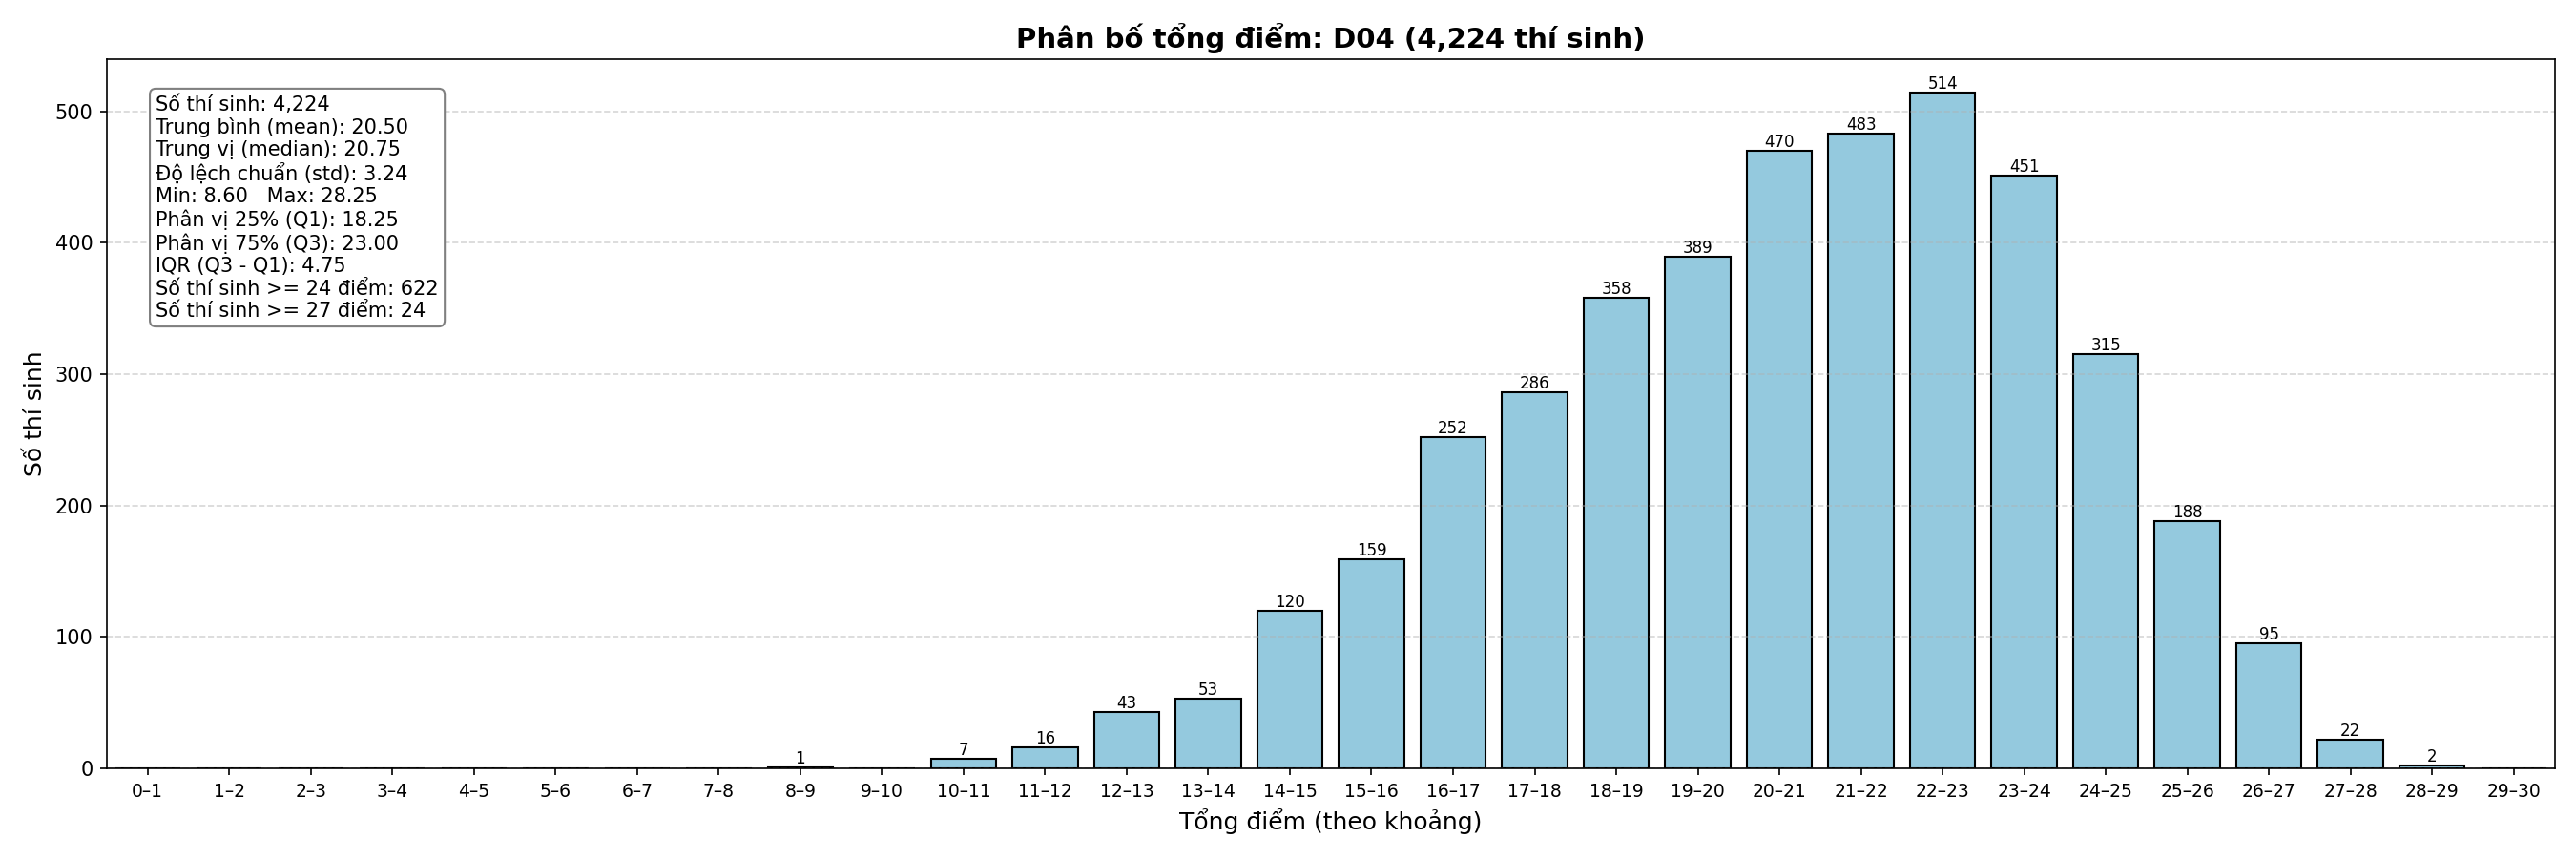 Phân bố tổng điểm: D04 (4,224 thí sinh)
Số thí sinh: 4,224
Trung bình (mean): 20.50
Trung vị (median): 20.75
Độ lệch chuẩn (std): 3.24
Min: 8.60   Max: 28.25
Phân vị 25% (Q1): 18.25
Phân vị 75% (Q3): 23.00
IQR (Q3 - Q1): 4.75
Số thí sinh >= 24 điểm: 622
Số thí sinh >= 27 điểm: 24
Số thí sinh
500
400
300
200
100
0
1
7
16
43
53
120
159
252
286
358
389
470
483
514
451
315
188
95
22
2
0–1 1–2 2–3 3–4 4–5 5–6 6–7 7–8 8–9 9–10 10–11 11–12 12–13 13–14 14–15 15–16 16–17 17–18 18–19 19–20 20–21 21–22 22–23 23–24 24–25 25–26 26–27 27–28 28–29 29–30
Tổng điểm (theo khoảng)